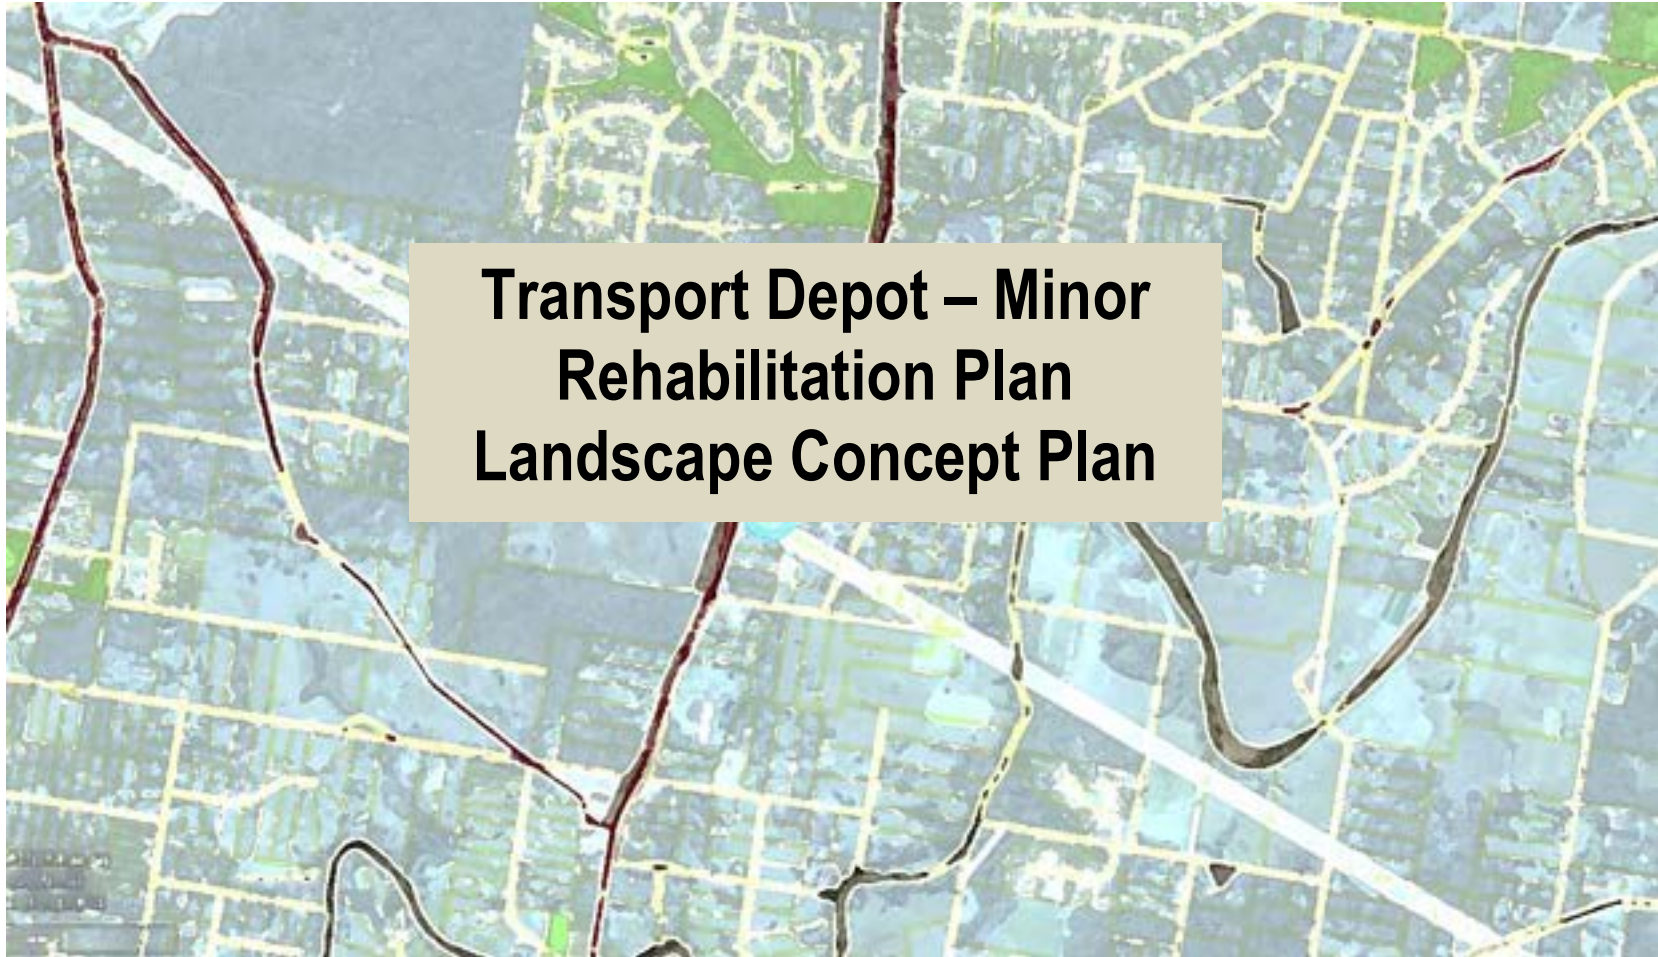 Transport Depot – Minor
Rehabilitation Plan
Landscape Concept Plan